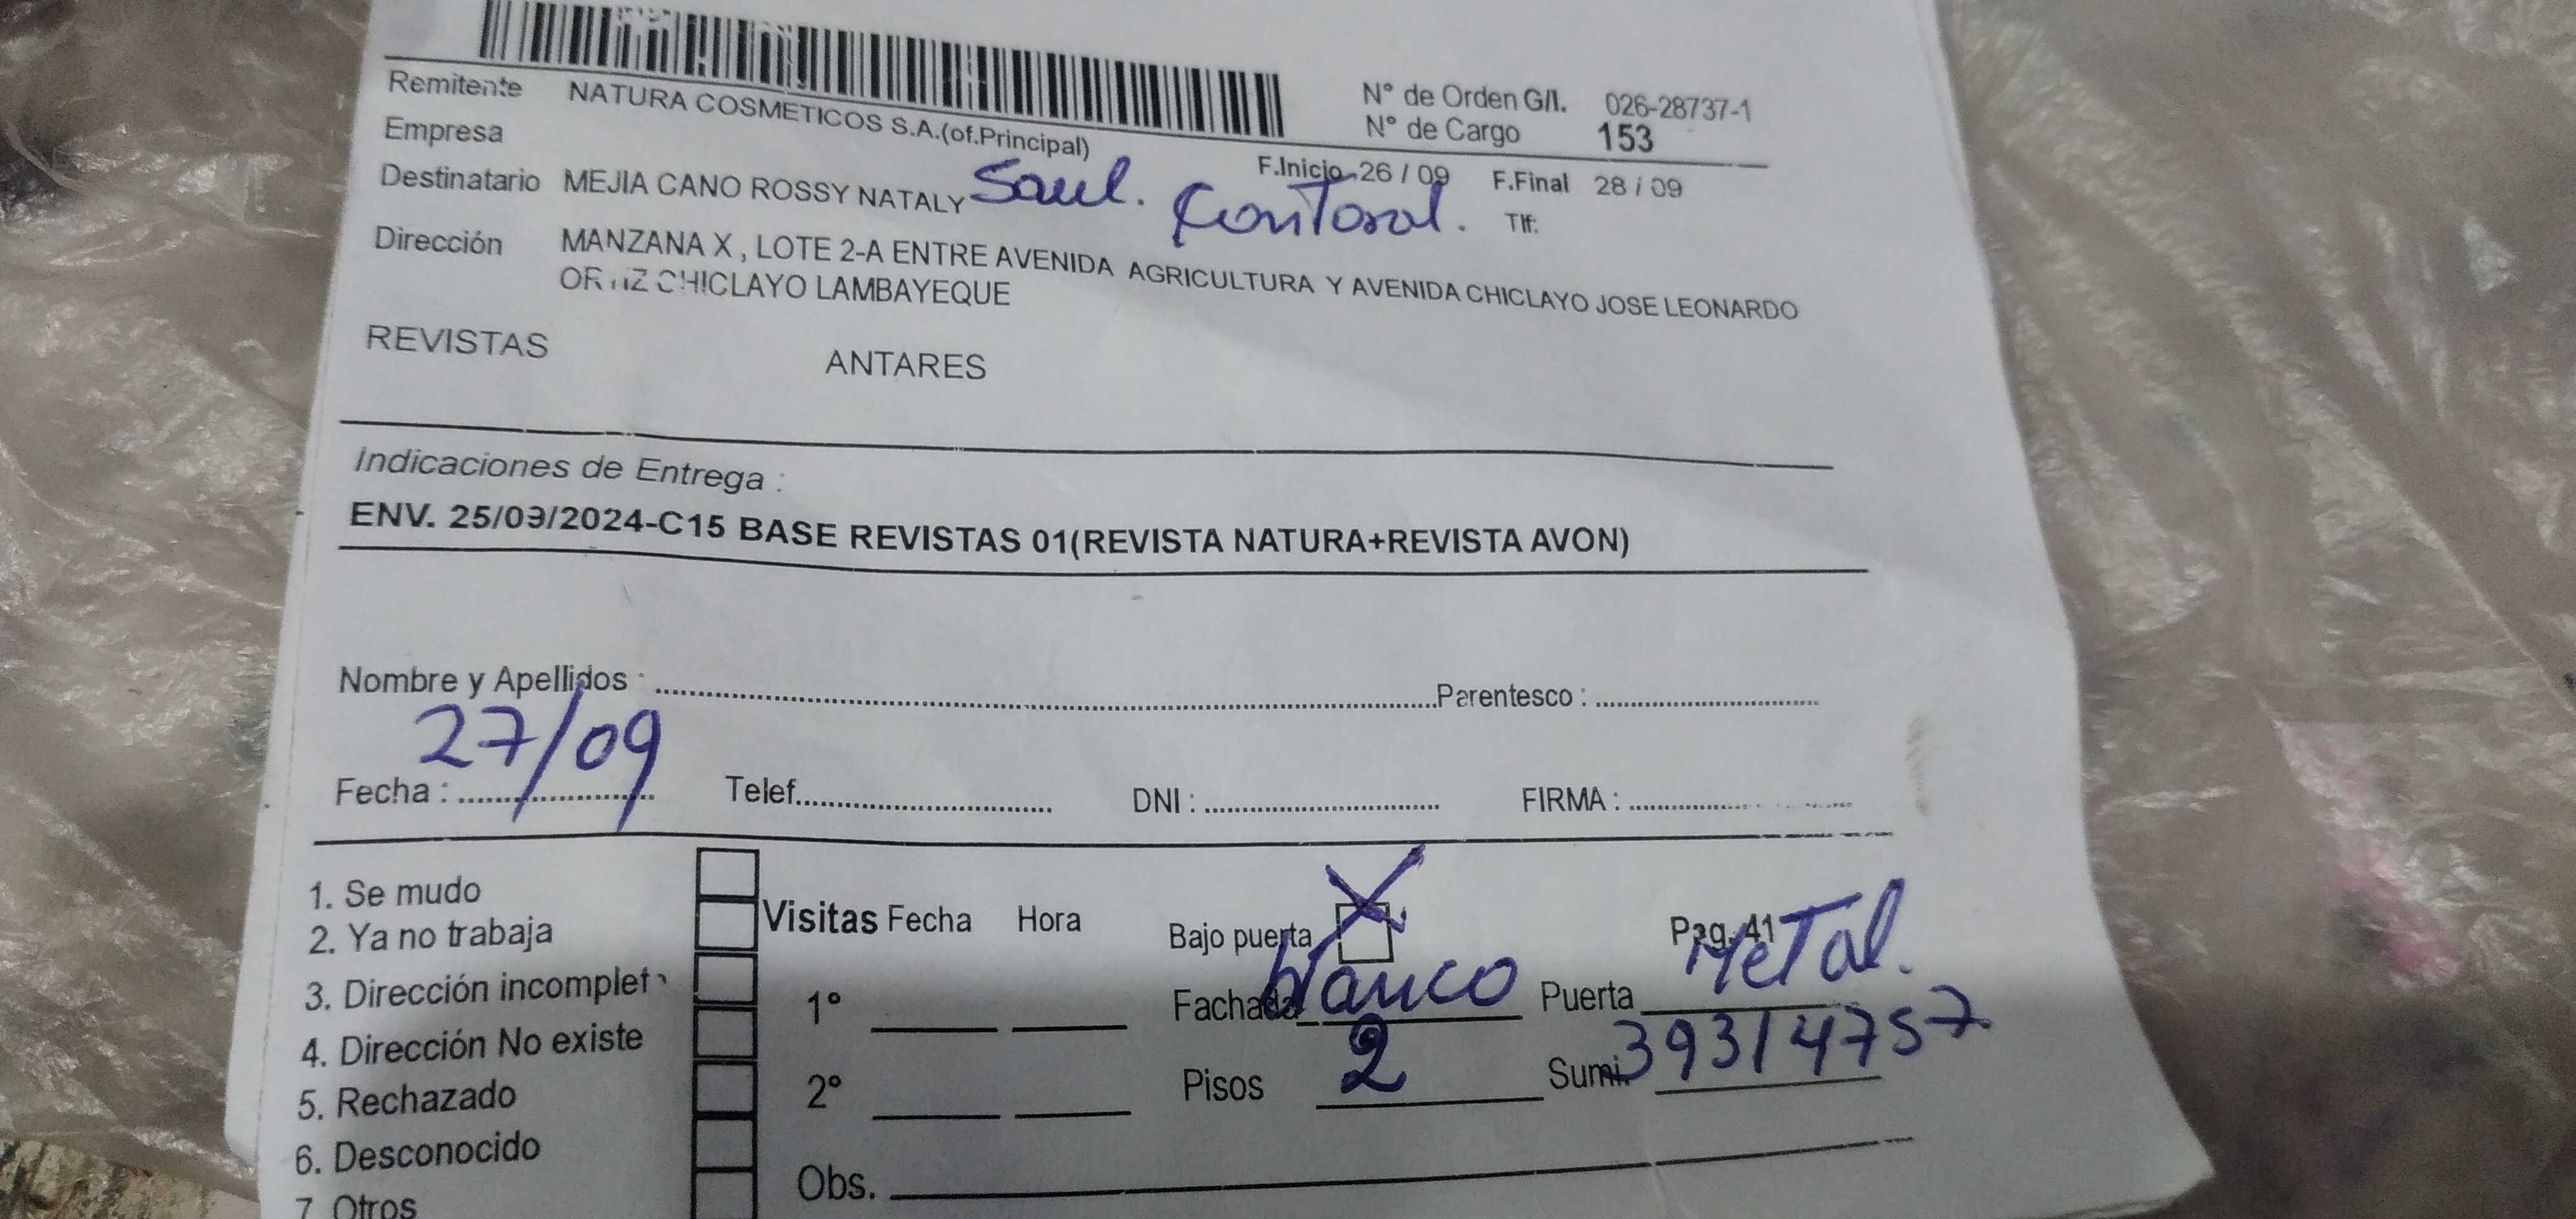 Remitente NATURA COSMETICOS S.A.(of.Principal) N° de Orden G/I. 026-28737-1
Empresa N° de Cargo 153
F.Inicio 26 / 09 F.Final 28 / 09
Destinatario MEJIA CANO ROSSY NATALY Saul. Tlf:
Dirección MANZANA X , LOTE 2-A ENTRE AVENIDA AGRICULTURA Y AVENIDA CHICLAYO JOSE LEONARDO
ORTIZ CHICLAYO LAMBAYEQUE
REVISTAS ANTARES
Indicaciones de Entrega :
ENV. 25/09/2024-C15 BASE REVISTAS 01(REVISTA NATURA+REVISTA AVON)
Nombre y Apellidos : Parentesco :
27/09
Fecha : Telef. DNI : FIRMA :
1. Se mudo
2. Ya no trabaja
3. Dirección incomplet
4. Dirección No existe
5. Rechazado
6. Desconocido
7. Otros
Visitas Fecha Hora
1°
2°
Bajo puerta X Pag. 41
Fachada blanco Puerta Metal.
Pisos 2 Sumi. 39314757
Obs.